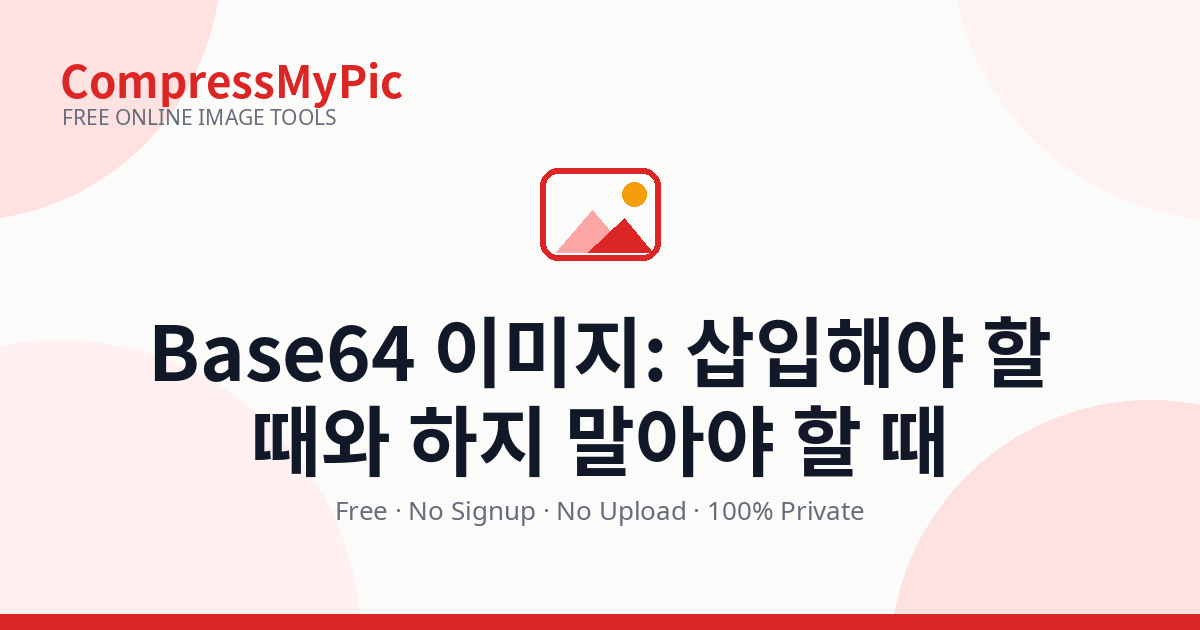 CompressMyPic
FREE ONLINE IMAGE TOOLS
Base64 이미지: 삽입해야 할
때와 하지 말아야 할 때
Free · No Signup · No Upload · 100% Private